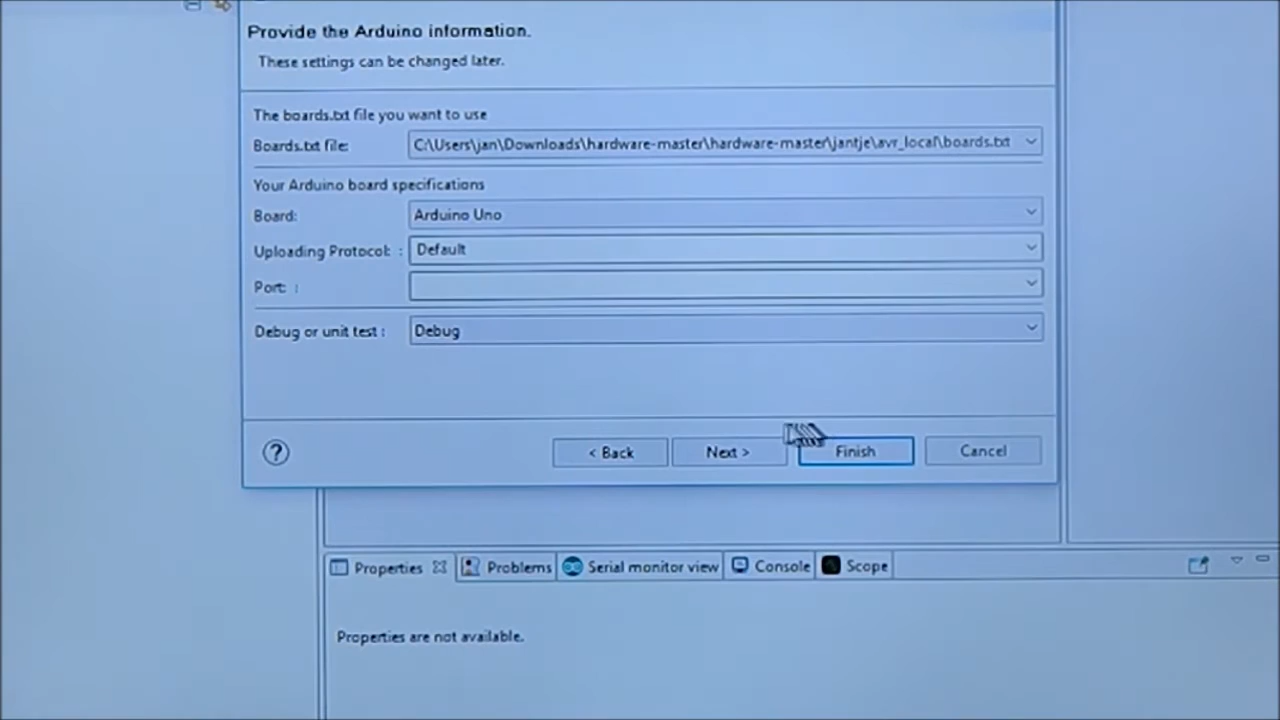 Provide the Arduino information.
These settings can be changed later.
The boards.txt file you want to use
Boards.txt file: C:\Users\jan\Downloads\hardware-master\hardware-master\jantje\avr_local\boards.txt
Your Arduino board specifications
Board: Arduino Uno
Uploading Protocol: : Default
Port: :
Debug or unit test : Debug
? < Back Next > Finish Cancel
Properties Problems Serial monitor view Console Scope
Properties are not available.